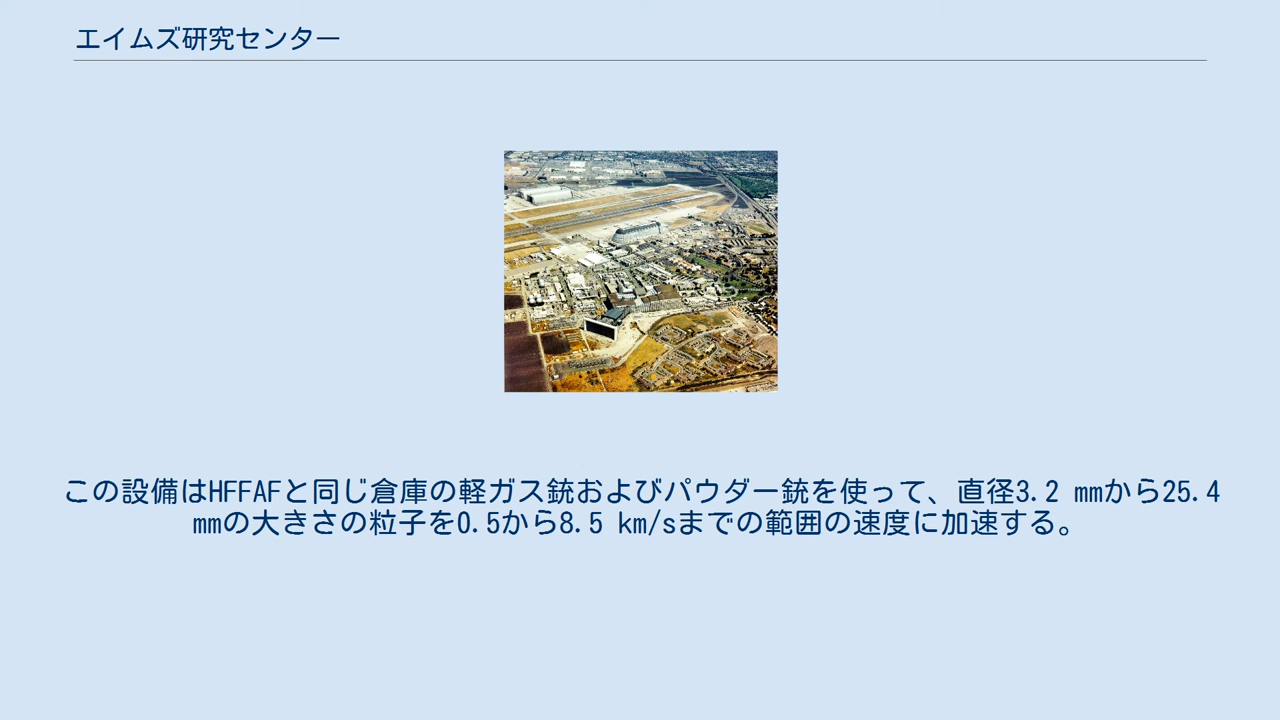 エイムズ研究センター
この設備はHFFAFと同じ倉庫の軽ガス銃およびパウダー銃を使って、直径3.2 mmから25.4
mmの大きさの粒子を0.5から8.5 km/sまでの範囲の速度に加速する。